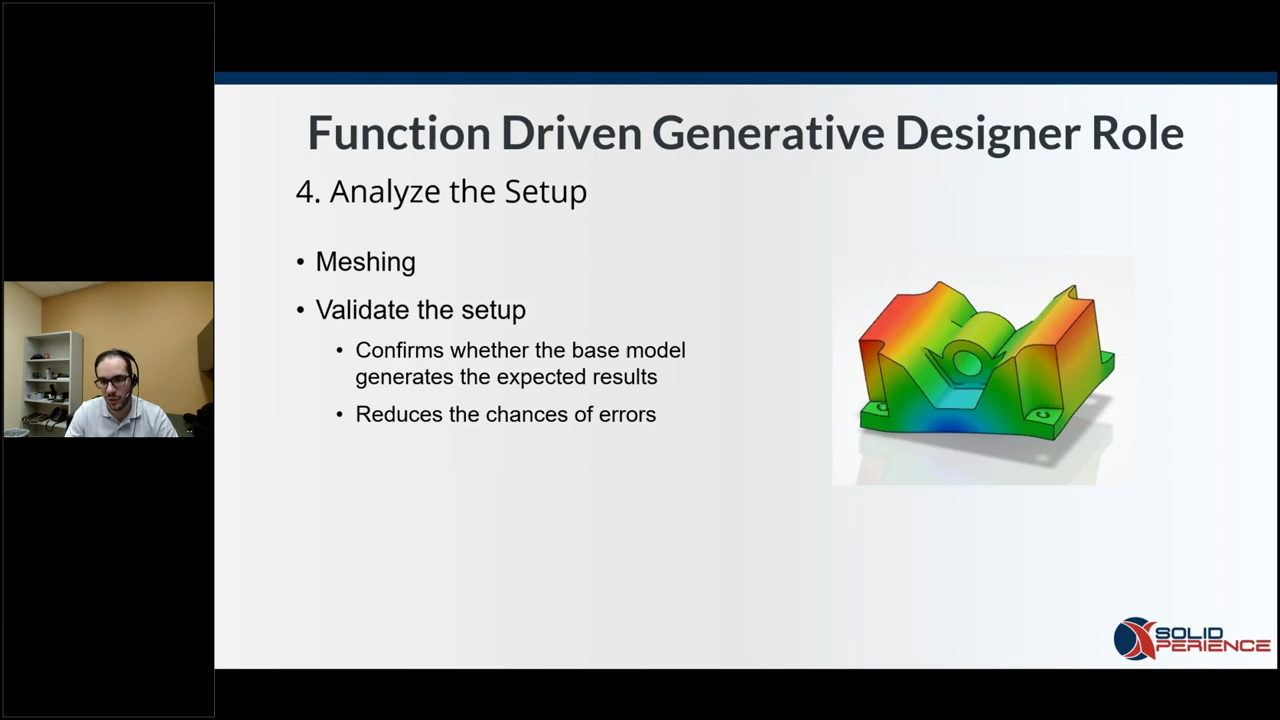 Function Driven Generative Designer Role
4. Analyze the Setup
• Meshing
• Validate the setup
• Confirms whether the base model
generates the expected results
• Reduces the chances of errors
SOLID
XPERIENCE